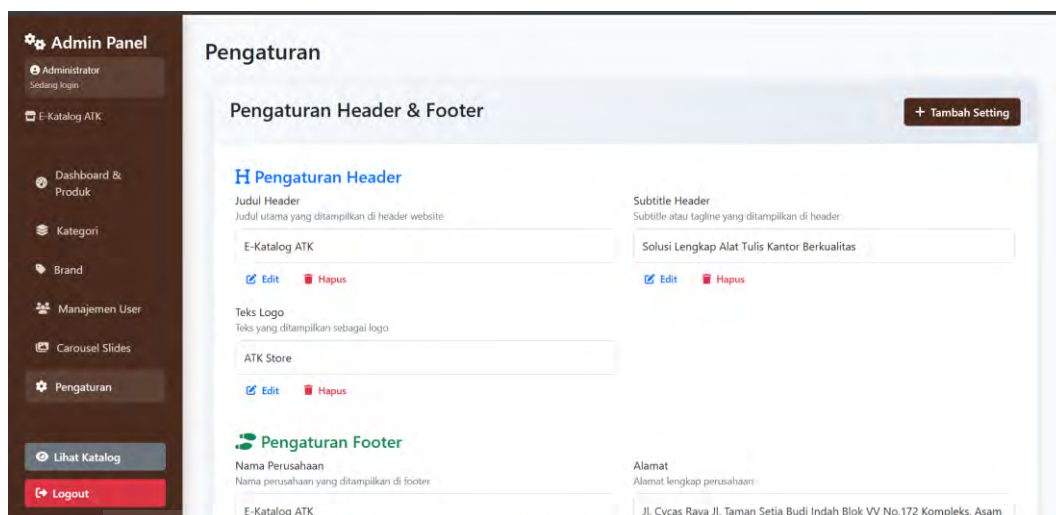 Admin Panel
Administrator
Sedang login
E-Katalog ATK
Dashboard &
Produk
Kategori
Brand
Manajemen User
Carousel Slides
Pengaturan
Lihat Katalog
Logout
Pengaturan
Pengaturan Header & Footer
+ Tambah Setting
H Pengaturan Header
Judul Header
Judul utama yang ditampilkan di header website
E-Katalog ATK
Edit Hapus
Subtitle Header
Subtitle atau tagline yang ditampilkan di header
Solusi Lengkap Alat Tulis Kantor Berkualitas
Edit Hapus
Teks Logo
Teks yang ditampilkan sebagai logo
ATK Store
Edit Hapus
Pengaturan Footer
Nama Perusahaan
Nama perusahaan yang ditampilkan di footer
E-Katalog ATK
Alamat
Alamat lengkap perusahaan
Jl. Cycas Raya Jl. Taman Setia Budi Indah Blok VV No.172 Kompleks, Asam